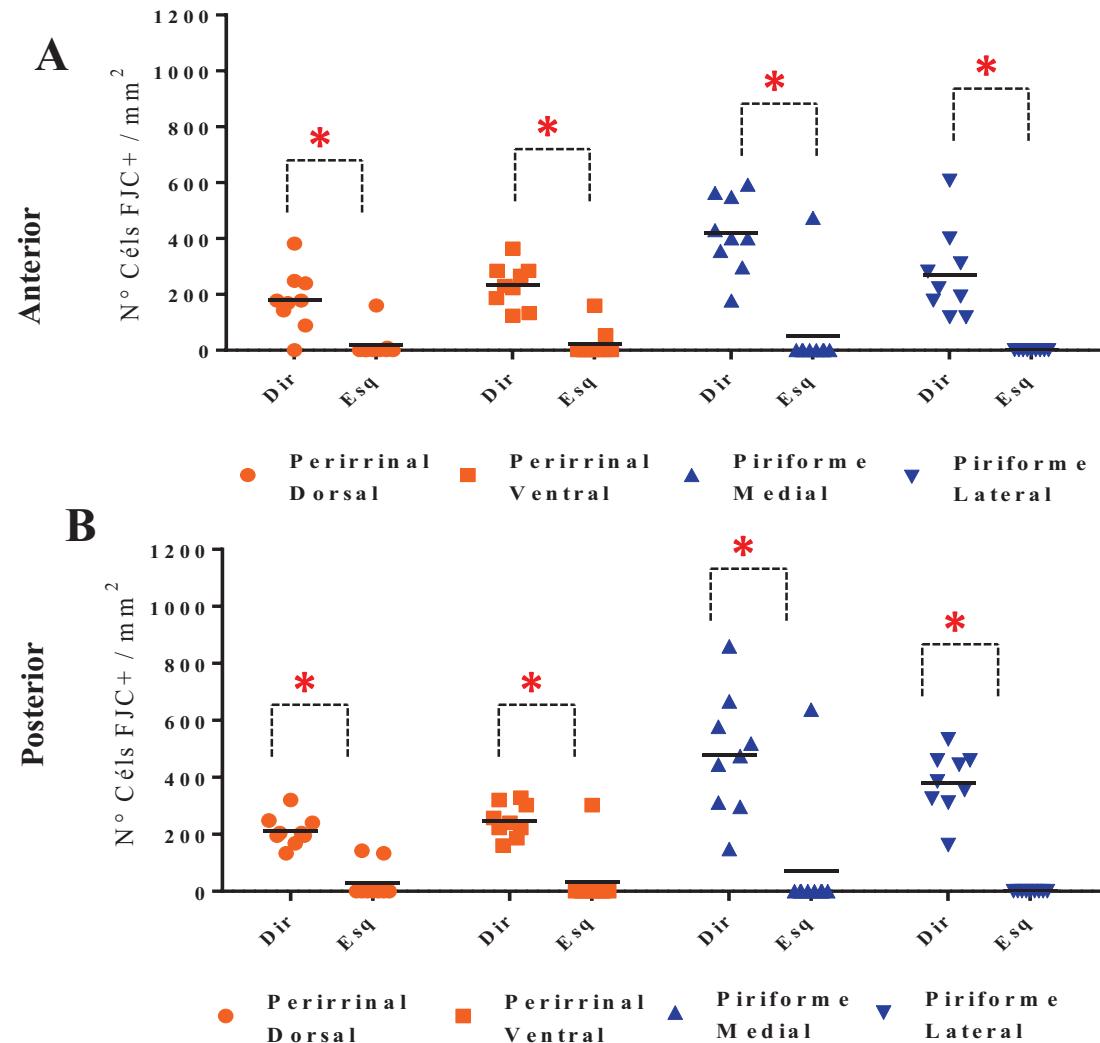 A
Anterior
N° Céls FJC+ / mm²
1200
1000
800
600
400
200
0
*
*
*
*
Dir
Esq
Dir
Esq
Dir
Esq
Dir
Esq
Perirrinal Dorsal
Perirrinal Ventral
Piriforme Medial
Piriforme Lateral
B
Posterior
N° Céls FJC+ / mm²
1200
1000
800
600
400
200
0
*
*
*
*
Dir
Esq
Dir
Esq
Dir
Esq
Dir
Esq
Perirrinal Dorsal
Perirrinal Ventral
Piriforme Medial
Piriforme Lateral